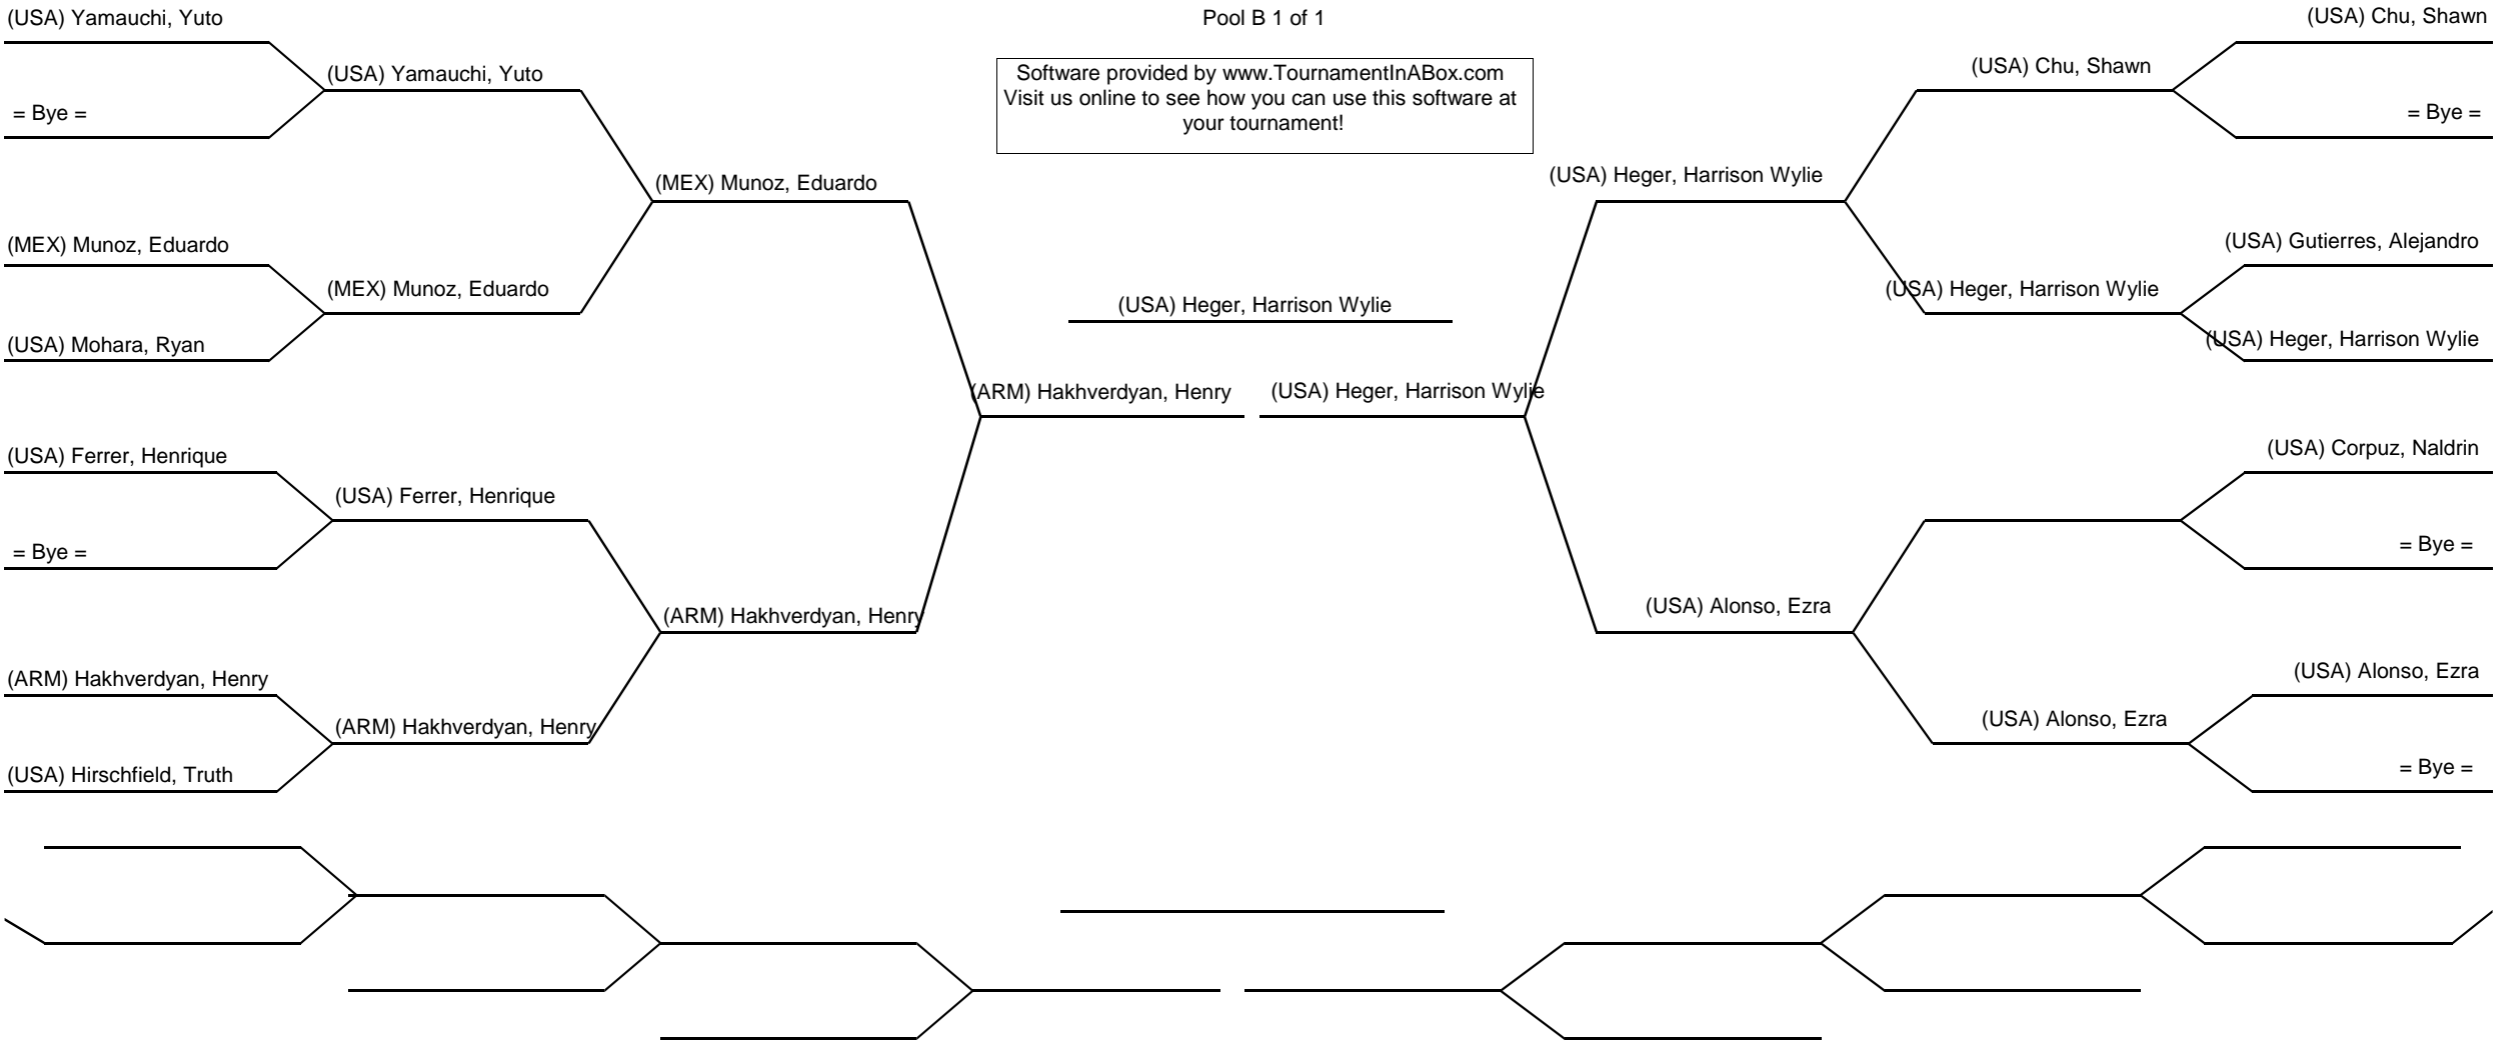 Pool B 1 of 1
Software provided by www.TournamentInABox.com
Visit us online to see how you can use this software at
your tournament!
(USA) Yamauchi, Yuto
= Bye =
(MEX) Munoz, Eduardo
(USA) Mohara, Ryan
(USA) Ferrer, Henrique
= Bye =
(ARM) Hakhverdyan, Henry
(USA) Hirschfield, Truth
(USA) Yamauchi, Yuto
(MEX) Munoz, Eduardo
(USA) Ferrer, Henrique
(ARM) Hakhverdyan, Henry
(MEX) Munoz, Eduardo
(ARM) Hakhverdyan, Henry
(ARM) Hakhverdyan, Henry
(USA) Heger, Harrison Wylie
(USA) Heger, Harrison Wylie
(USA) Heger, Harrison Wylie
(USA) Alonso, Ezra
(USA) Chu, Shawn
(USA) Heger, Harrison Wylie
(USA) Alonso, Ezra
(USA) Chu, Shawn
= Bye =
(USA) Gutierres, Alejandro
(USA) Heger, Harrison Wylie
(USA) Corpuz, Naldrin
= Bye =
(USA) Alonso, Ezra
= Bye =